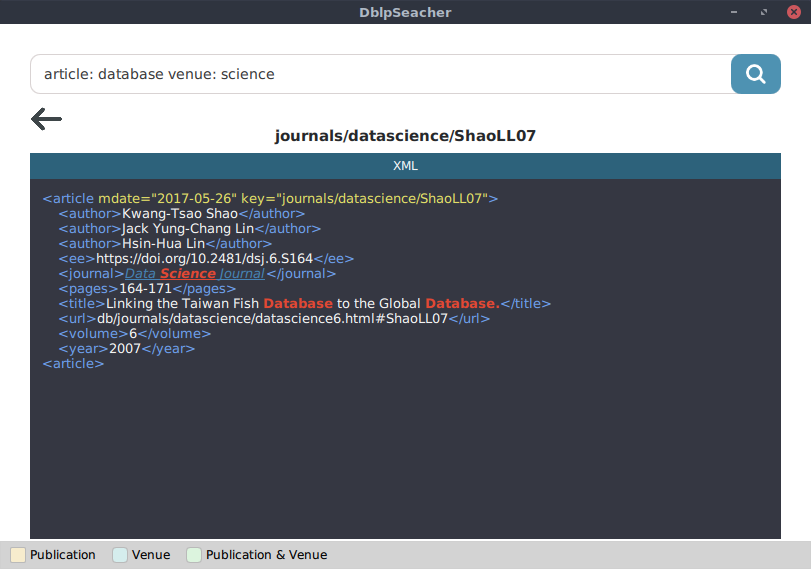 DblpSeacher
article: database venue: science
journals/datascience/ShaoLL07
XML
<article mdate="2017-05-26" key="journals/datascience/ShaoLL07">
<author>Kwang-Tsao Shao</author>
<author>Jack Yung-Chang Lin</author>
<author>Hsin-Hua Lin</author>
<ee>https://doi.org/10.2481/dsj.6.S164</ee>
<journal>Data Science Journal</journal>
<pages>164-171</pages>
<title>Linking the Taiwan Fish Database to the Global Database.</title>
<url>db/journals/datascience/datascience6.html#ShaoLL07</url>
<volume>6</volume>
<year>2007</year>
<article>
Publication Venue Publication & Venue